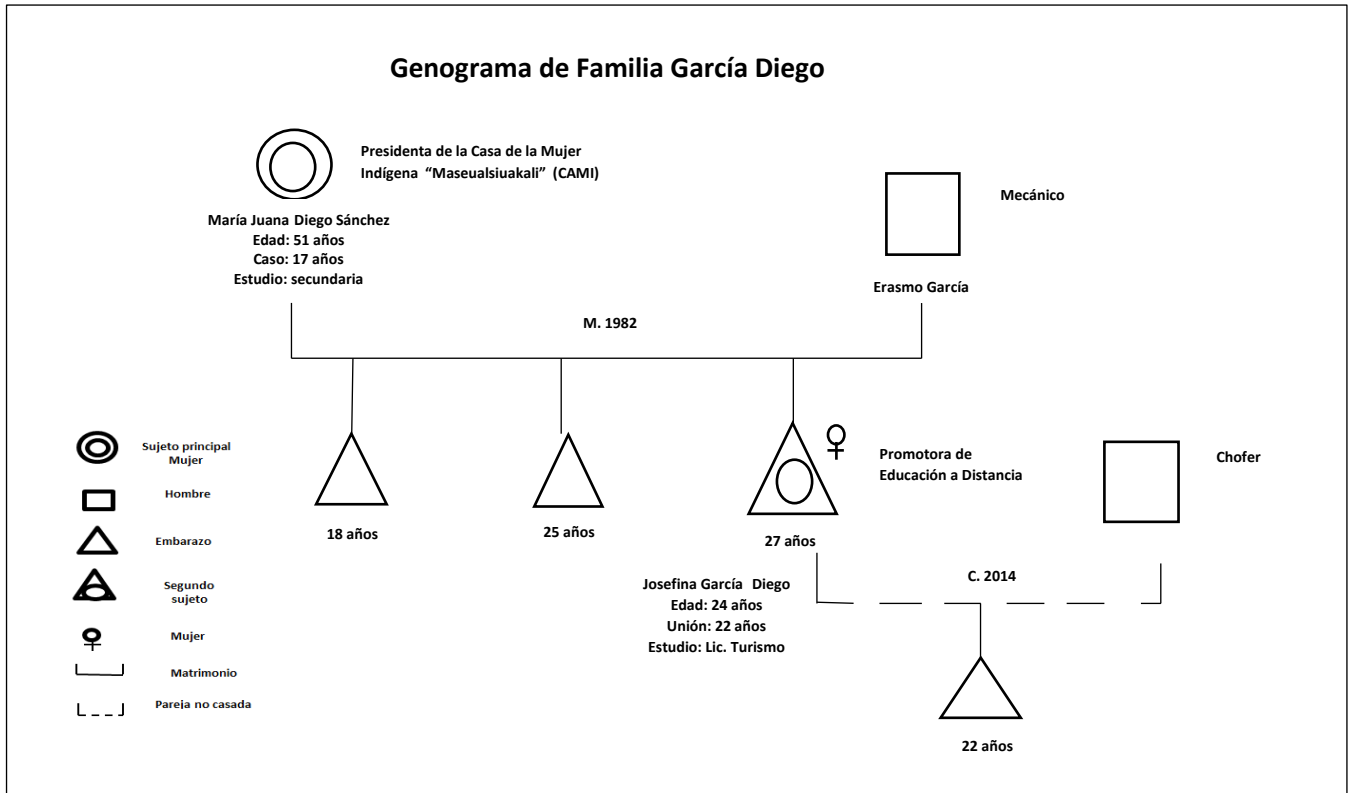 Genograma de Familia García Diego
Presidenta de la Casa de la Mujer
Indígena “Maseualsiuakali” (CAMI)
Mecánico
María Juana Diego Sánchez
Edad: 51 años
Caso: 17 años
Estudio: secundaria
Erasmo García
M. 1982
Sujeto principal
Mujer
Hombre
Embarazo
Segundo
sujeto
Mujer
Matrimonio
Pareja no casada
18 años
25 años
27 años
Promotora de
Educación a Distancia
Chofer
Josefina García Diego
Edad: 24 años
Unión: 22 años
Estudio: Lic. Turismo
C. 2014
22 años